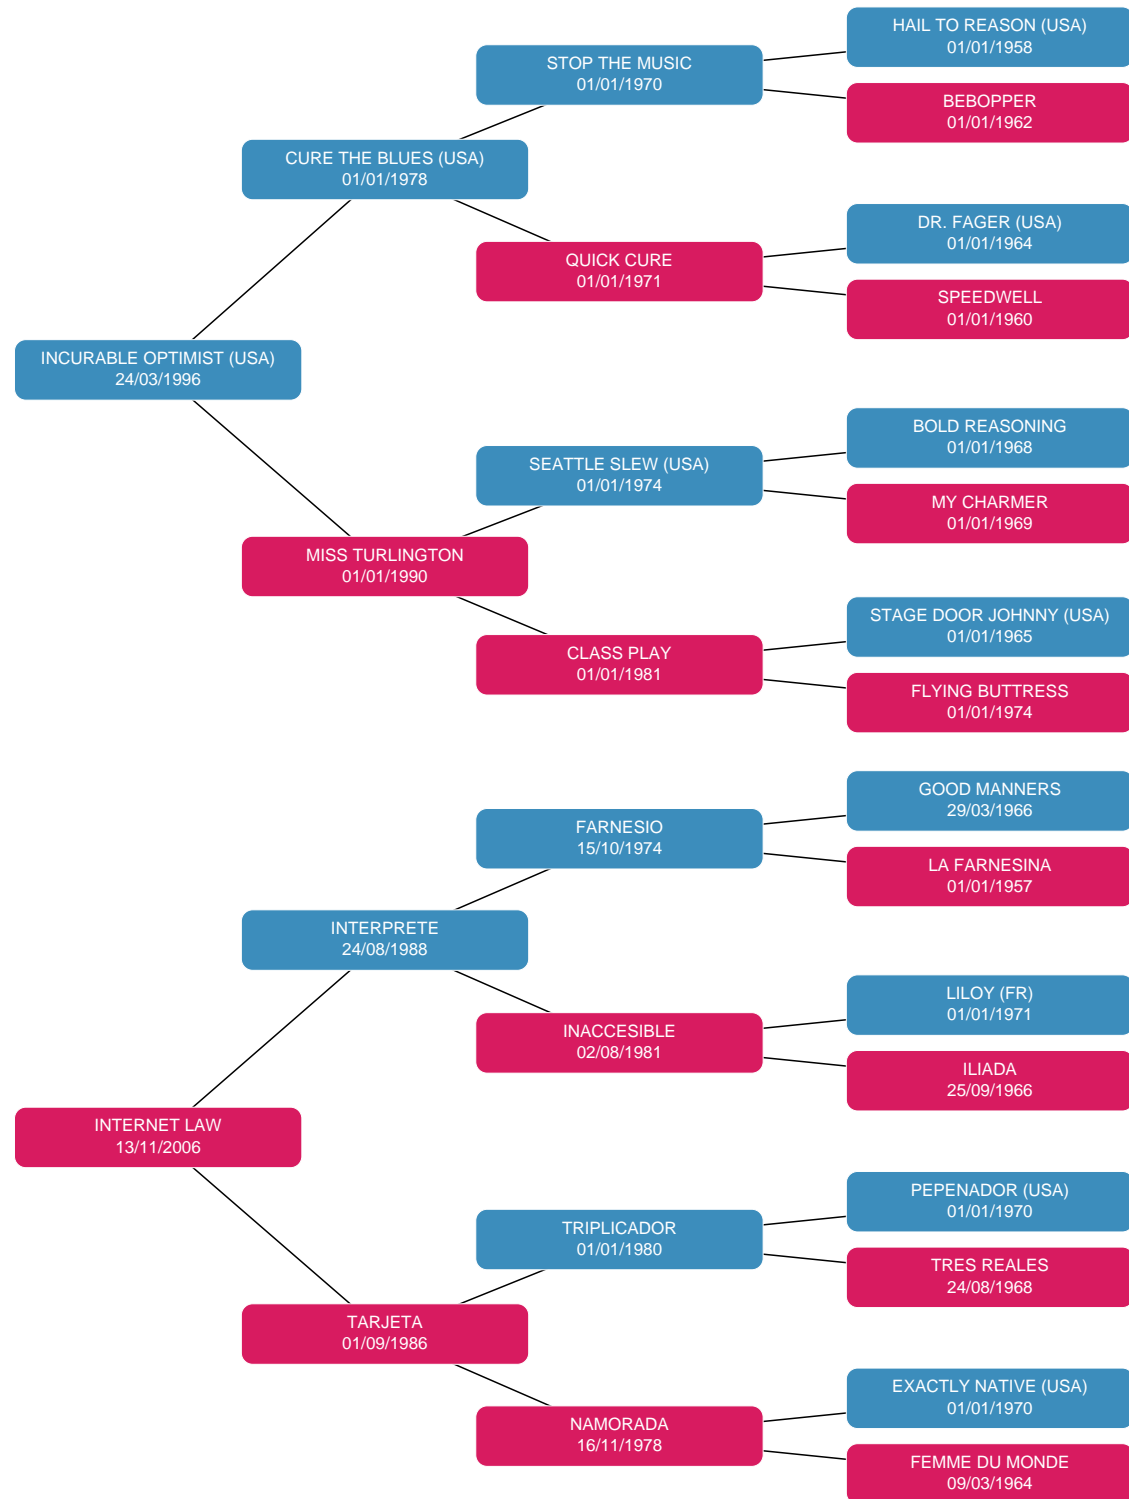 HAIL TO REASON (USA)
01/01/1958
STOP THE MUSIC
01/01/1970
BEBOPPER
01/01/1962
CURE THE BLUES (USA)
01/01/1978
DR. FAGER (USA)
01/01/1964
QUICK CURE
01/01/1971
SPEEDWELL
01/01/1960
INCURABLE OPTIMIST (USA)
24/03/1996
BOLD REASONING
01/01/1968
SEATTLE SLEW (USA)
01/01/1974
MY CHARMER
01/01/1969
MISS TURLINGTON
01/01/1990
STAGE DOOR JOHNNY (USA)
01/01/1965
CLASS PLAY
01/01/1981
FLYING BUTTRESS
01/01/1974
GOOD MANNERS
29/03/1966
FARNESIO
15/10/1974
LA FARNESINA
01/01/1957
INTERPRETE
24/08/1988
LILOY (FR)
01/01/1971
INACCESIBLE
02/08/1981
ILIADA
25/09/1966
INTERNET LAW
13/11/2006
PEPENADOR (USA)
01/01/1970
TRIPLICADOR
01/01/1980
TRES REALES
24/08/1968
TARJETA
01/09/1986
EXACTLY NATIVE (USA)
01/01/1970
NAMORADA
16/11/1978
FEMME DU MONDE
09/03/1964